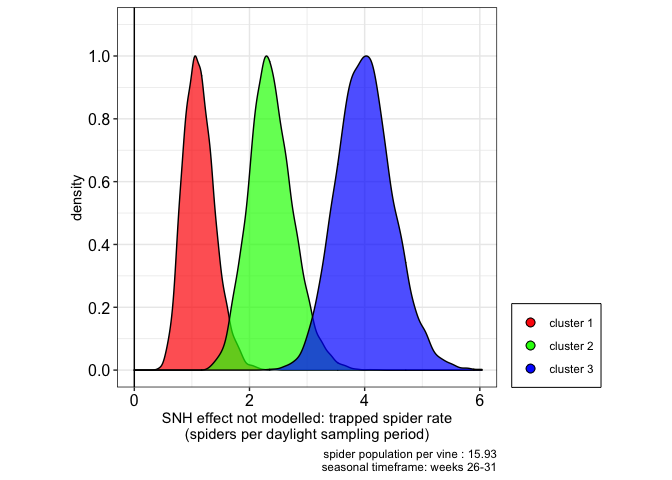 1.0
0.8
0.6
0.4
0.2
0.0
density
0 2 4 6
SNH effect not modelled: trapped spider rate
(spiders per daylight sampling period)
cluster 1
cluster 2
cluster 3
spider population per vine : 15.93
seasonal timeframe: weeks 26-31